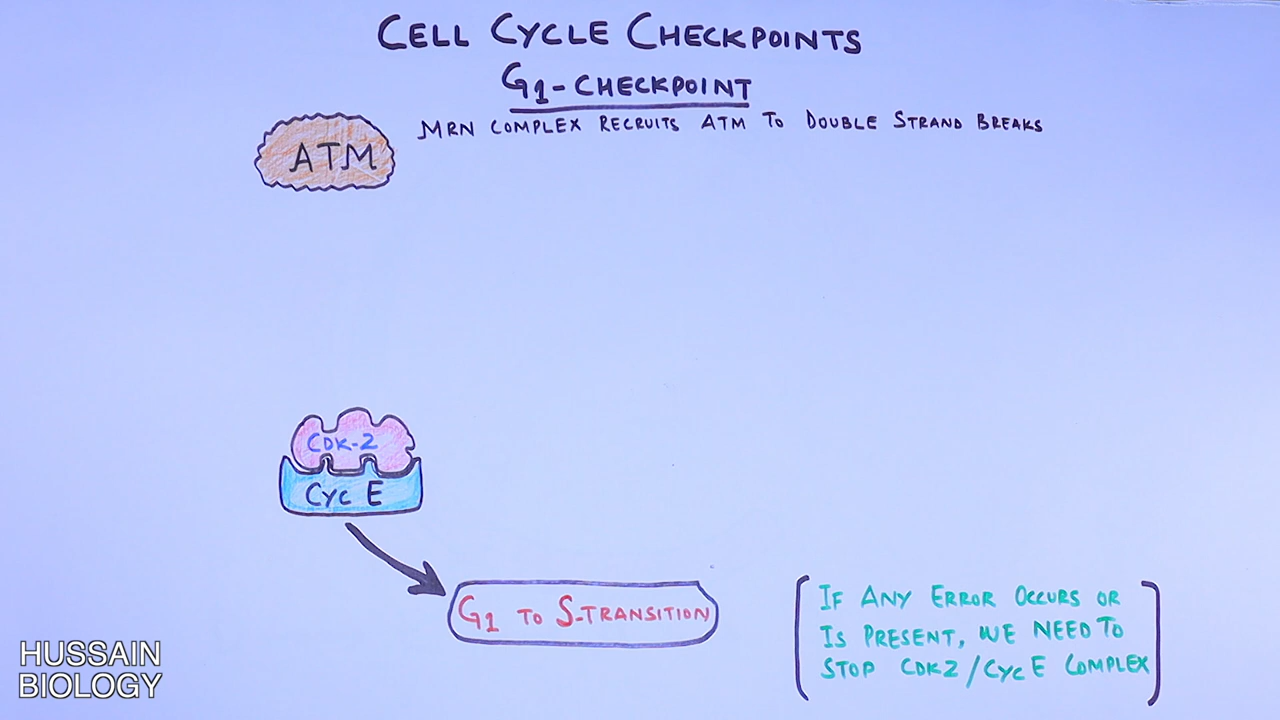 CELL CYCLE CHECKPOINTS
G1-CHECKPOINT
MRN COMPLEX RECRUITS ATM TO DOUBLE STRAND BREAKS
ATM
CDK-2
CYC E
G1 TO S-TRANSITION
IF ANY ERROR OCCURS OR
IS PRESENT, WE NEED TO
STOP CDK2/CYC E COMPLEX
HUSSAIN
BIOLOGY